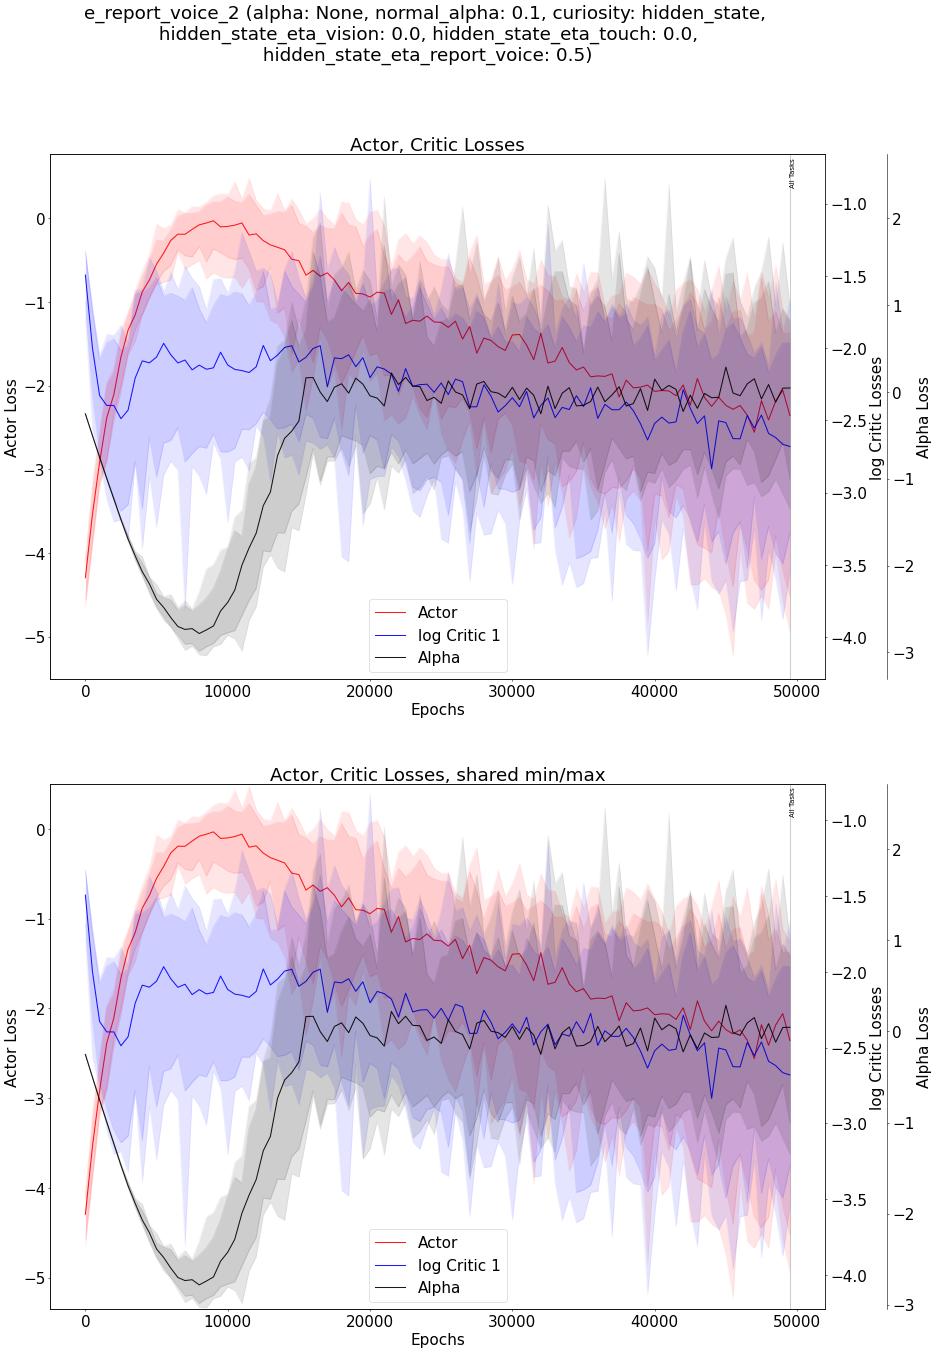 e_report_voice_2 (alpha: None, normal_alpha: 0.1, curiosity: hidden_state,
hidden_state_eta_vision: 0.0, hidden_state_eta_touch: 0.0,
hidden_state_eta_report_voice: 0.5)
Actor, Critic Losses
All Tasks
0
−1
−2
−3
−4
−5
Actor Loss
−1.0
−1.5
−2.0
−2.5
−3.0
−3.5
−4.0
log Critic Losses
2
1
0
−1
−2
−3
Alpha Loss
Actor
log Critic 1
Alpha
0 10000 20000 30000 40000 50000
Epochs
Actor, Critic Losses, shared min/max
All Tasks
0
−1
−2
−3
−4
−5
Actor Loss
−1.0
−1.5
−2.0
−2.5
−3.0
−3.5
−4.0
log Critic Losses
2
1
0
−1
−2
−3
Alpha Loss
Actor
log Critic 1
Alpha
0 10000 20000 30000 40000 50000
Epochs